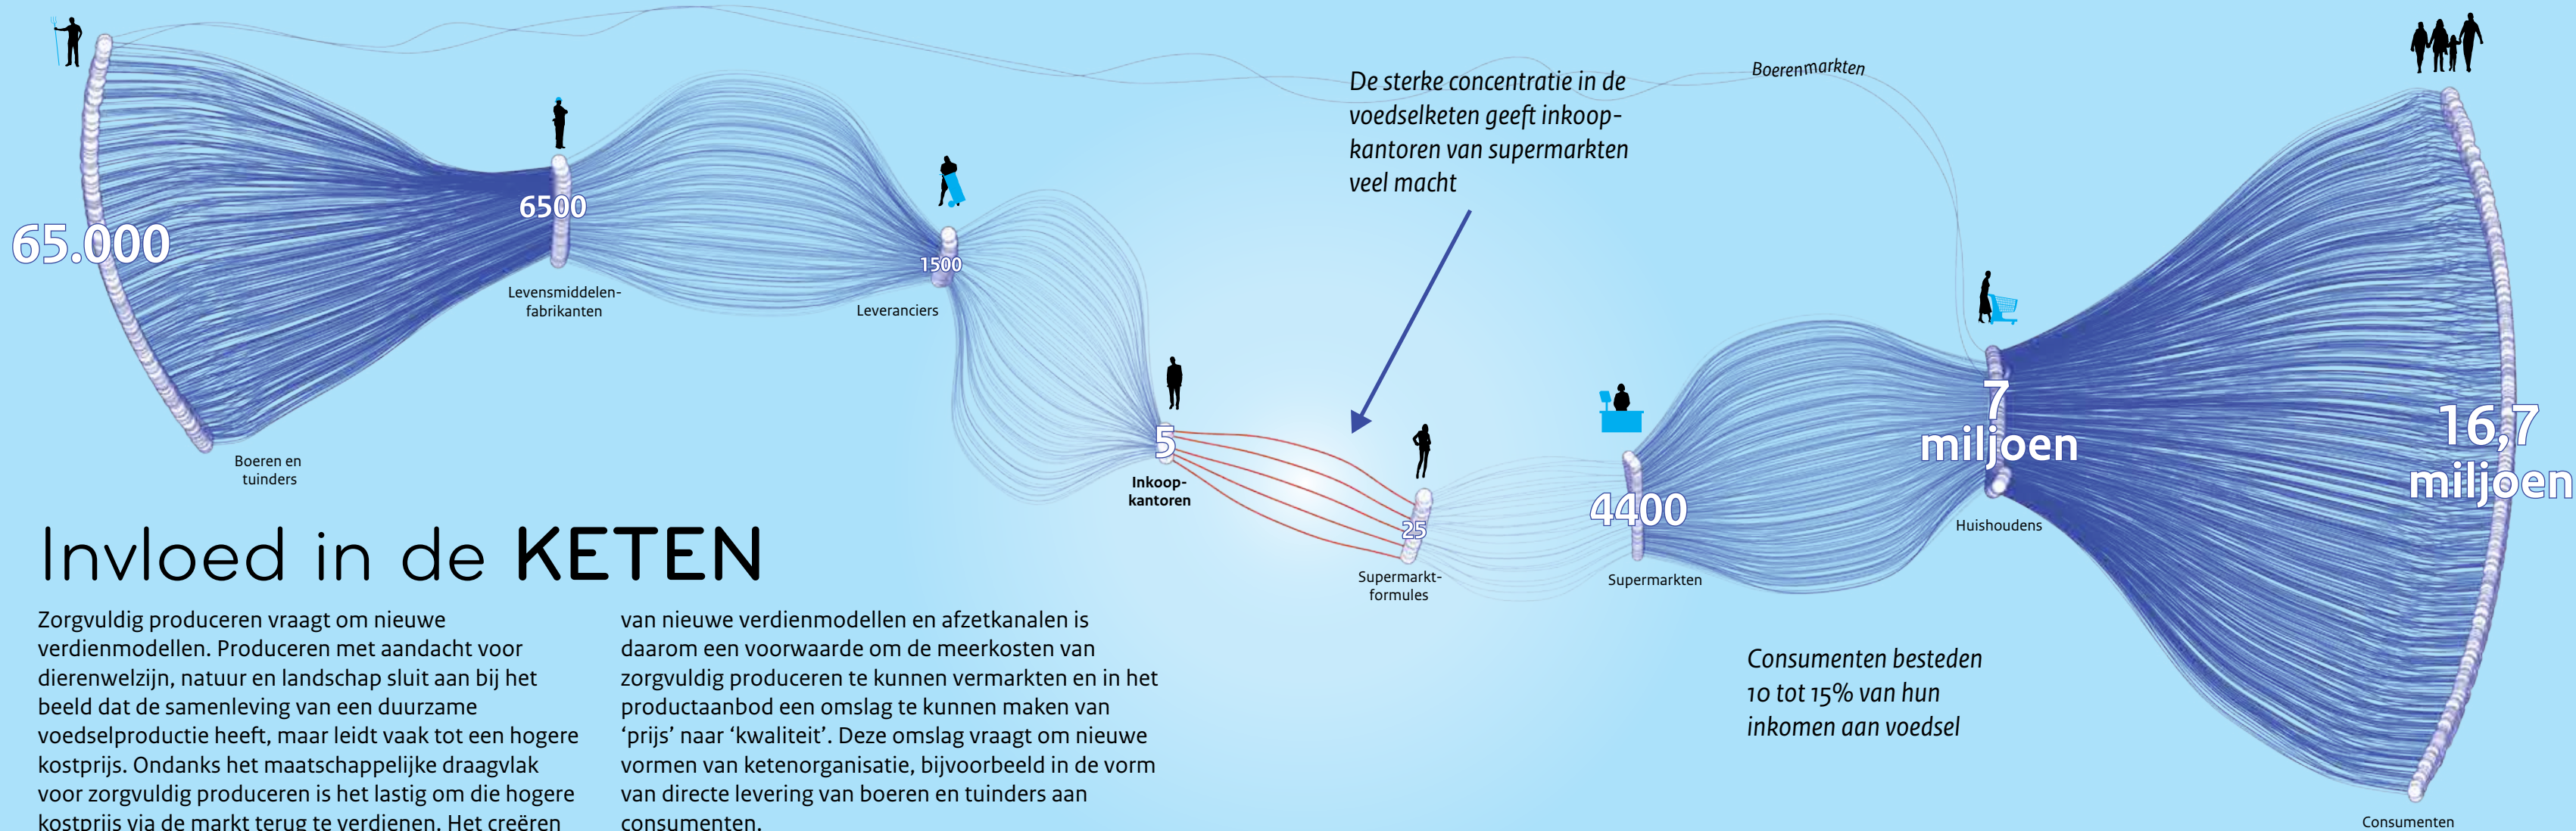 65.000
Boeren en
tuinders
6500
Levensmiddelen-
fabrikanten
1500
Leveranciers
5
Inkoop-
kantoren
De sterke concentratie in de
voedselketen geeft inkoop-
kantoren van supermarkten
veel macht
25
Supermarkt-
formules
4400
Supermarkten
Boerenmarkten
7
miljoen
Huishoudens
16,7
miljoen
Consumenten
Consumenten besteden
10 tot 15% van hun
inkomen aan voedsel
Invloed in de KETEN
Zorgvuldig produceren vraagt om nieuwe
verdienmodellen. Produceren met aandacht voor
dierenwelzijn, natuur en landschap sluit aan bij het
beeld dat de samenleving van een duurzame
voedselproductie heeft, maar leidt vaak tot een hogere
kostprijs. Ondanks het maatschappelijke draagvlak
voor zorgvuldig produceren is het lastig om die hogere
kostprijs via de markt terug te verdienen. Het creëren
van nieuwe verdienmodellen en afzetkanalen is
daarom een voorwaarde om de meerkosten van
zorgvuldig produceren te kunnen vermarkten en in het
productaanbod een omslag te kunnen maken van
‘prijs’ naar ‘kwaliteit’. Deze omslag vraagt om nieuwe
vormen van ketenorganisatie, bijvoorbeeld in de vorm
van directe levering van boeren en tuinders aan
consumenten.